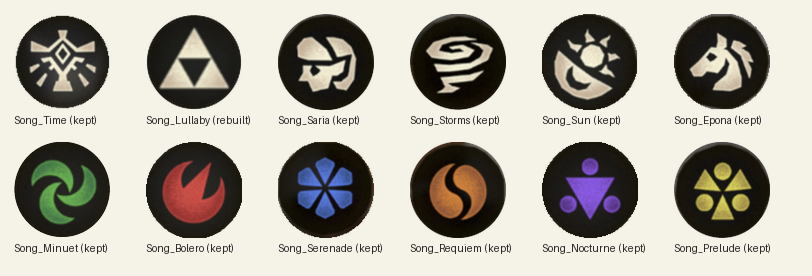 Song_Time (kept)
Song_Lullaby (rebuilt)
Song_Saria (kept)
Song_Storms (kept)
Song_Sun (kept)
Song_Epona (kept)
Song_Minuet (kept)
Song_Bolero (kept)
Song_Serenade (kept)
Song_Requiem (kept)
Song_Nocturne (kept)
Song_Prelude (kept)